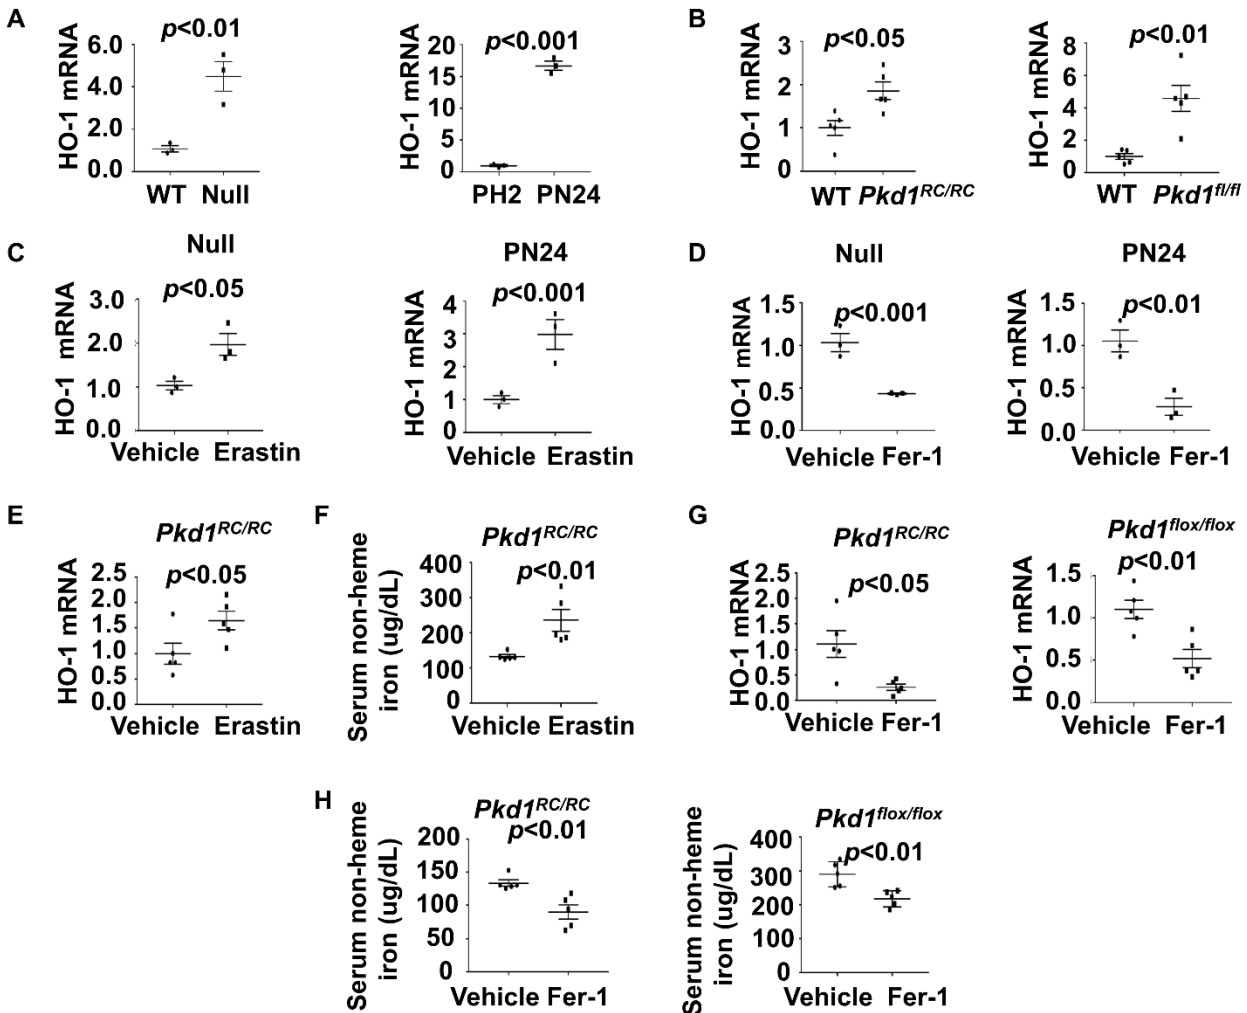 A
HO-1 mRNA
p<0.01
6.0
4.0
2.0
0.0
WT Null
HO-1 mRNA
p<0.001
20
15
10
5
0
PH2 PN24
B
HO-1 mRNA
p<0.05
3
2
1
0
WT Pkd1RC/RC
HO-1 mRNA
p<0.01
8
6
4
2
0
WT Pkd1fl/fl
C
Null
HO-1 mRNA
p<0.05
3.0
2.0
1.0
0.0
Vehicle Erastin
PN24
HO-1 mRNA
p<0.001
4
3
2
1
0
Vehicle Erastin
D
Null
HO-1 mRNA
p<0.001
1.5
1.0
0.5
0.0
Vehicle Fer-1
PN24
HO-1 mRNA
p<0.01
1.5
1.0
0.5
0.0
Vehicle Fer-1
E
Pkd1RC/RC
HO-1 mRNA
p<0.05
2.5
2.0
1.5
1.0
0.5
0.0
Vehicle Erastin
F
Pkd1RC/RC
Serum non-heme
iron (ug/dL)
p<0.01
400
300
200
100
0
Vehicle Erastin
G
Pkd1RC/RC
HO-1 mRNA
p<0.05
2.5
2.0
1.5
1.0
0.5
0.0
Vehicle Fer-1
Pkd1flox/flox
HO-1 mRNA
p<0.01
1.5
1.0
0.5
0.0
Vehicle Fer-1
H
Pkd1RC/RC
Serum non-heme
iron (ug/dL)
p<0.01
200
150
100
50
0
Vehicle Fer-1
Pkd1flox/flox
Serum non-heme
iron (ug/dL)
p<0.01
400
300
200
100
0
Vehicle Fer-1